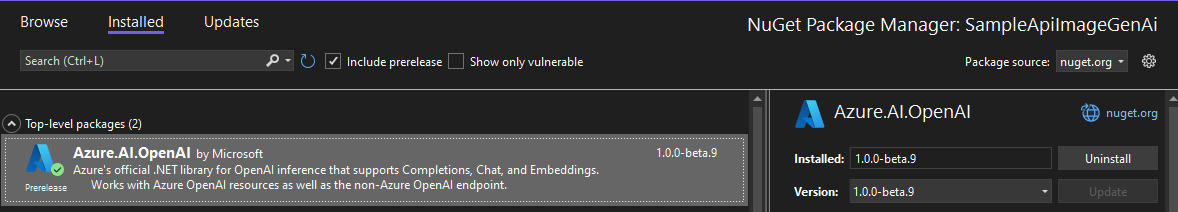 Browse Installed Updates NuGet Package Manager: SampleApiImageGenAi
Search (Ctrl+L) Include prerelease Show only vulnerable Package source: nuget.org
Top-level packages (2)
Azure.AI.OpenAI by Microsoft 1.0.0-beta.9
Azure's official .NET library for OpenAI inference that supports Completions, Chat, and Embeddings.
Prerelease Works with Azure OpenAI resources as well as the non-Azure OpenAI endpoint.
Azure.AI.OpenAI nuget.org
Installed: 1.0.0-beta.9 Uninstall
Version: 1.0.0-beta.9 Update